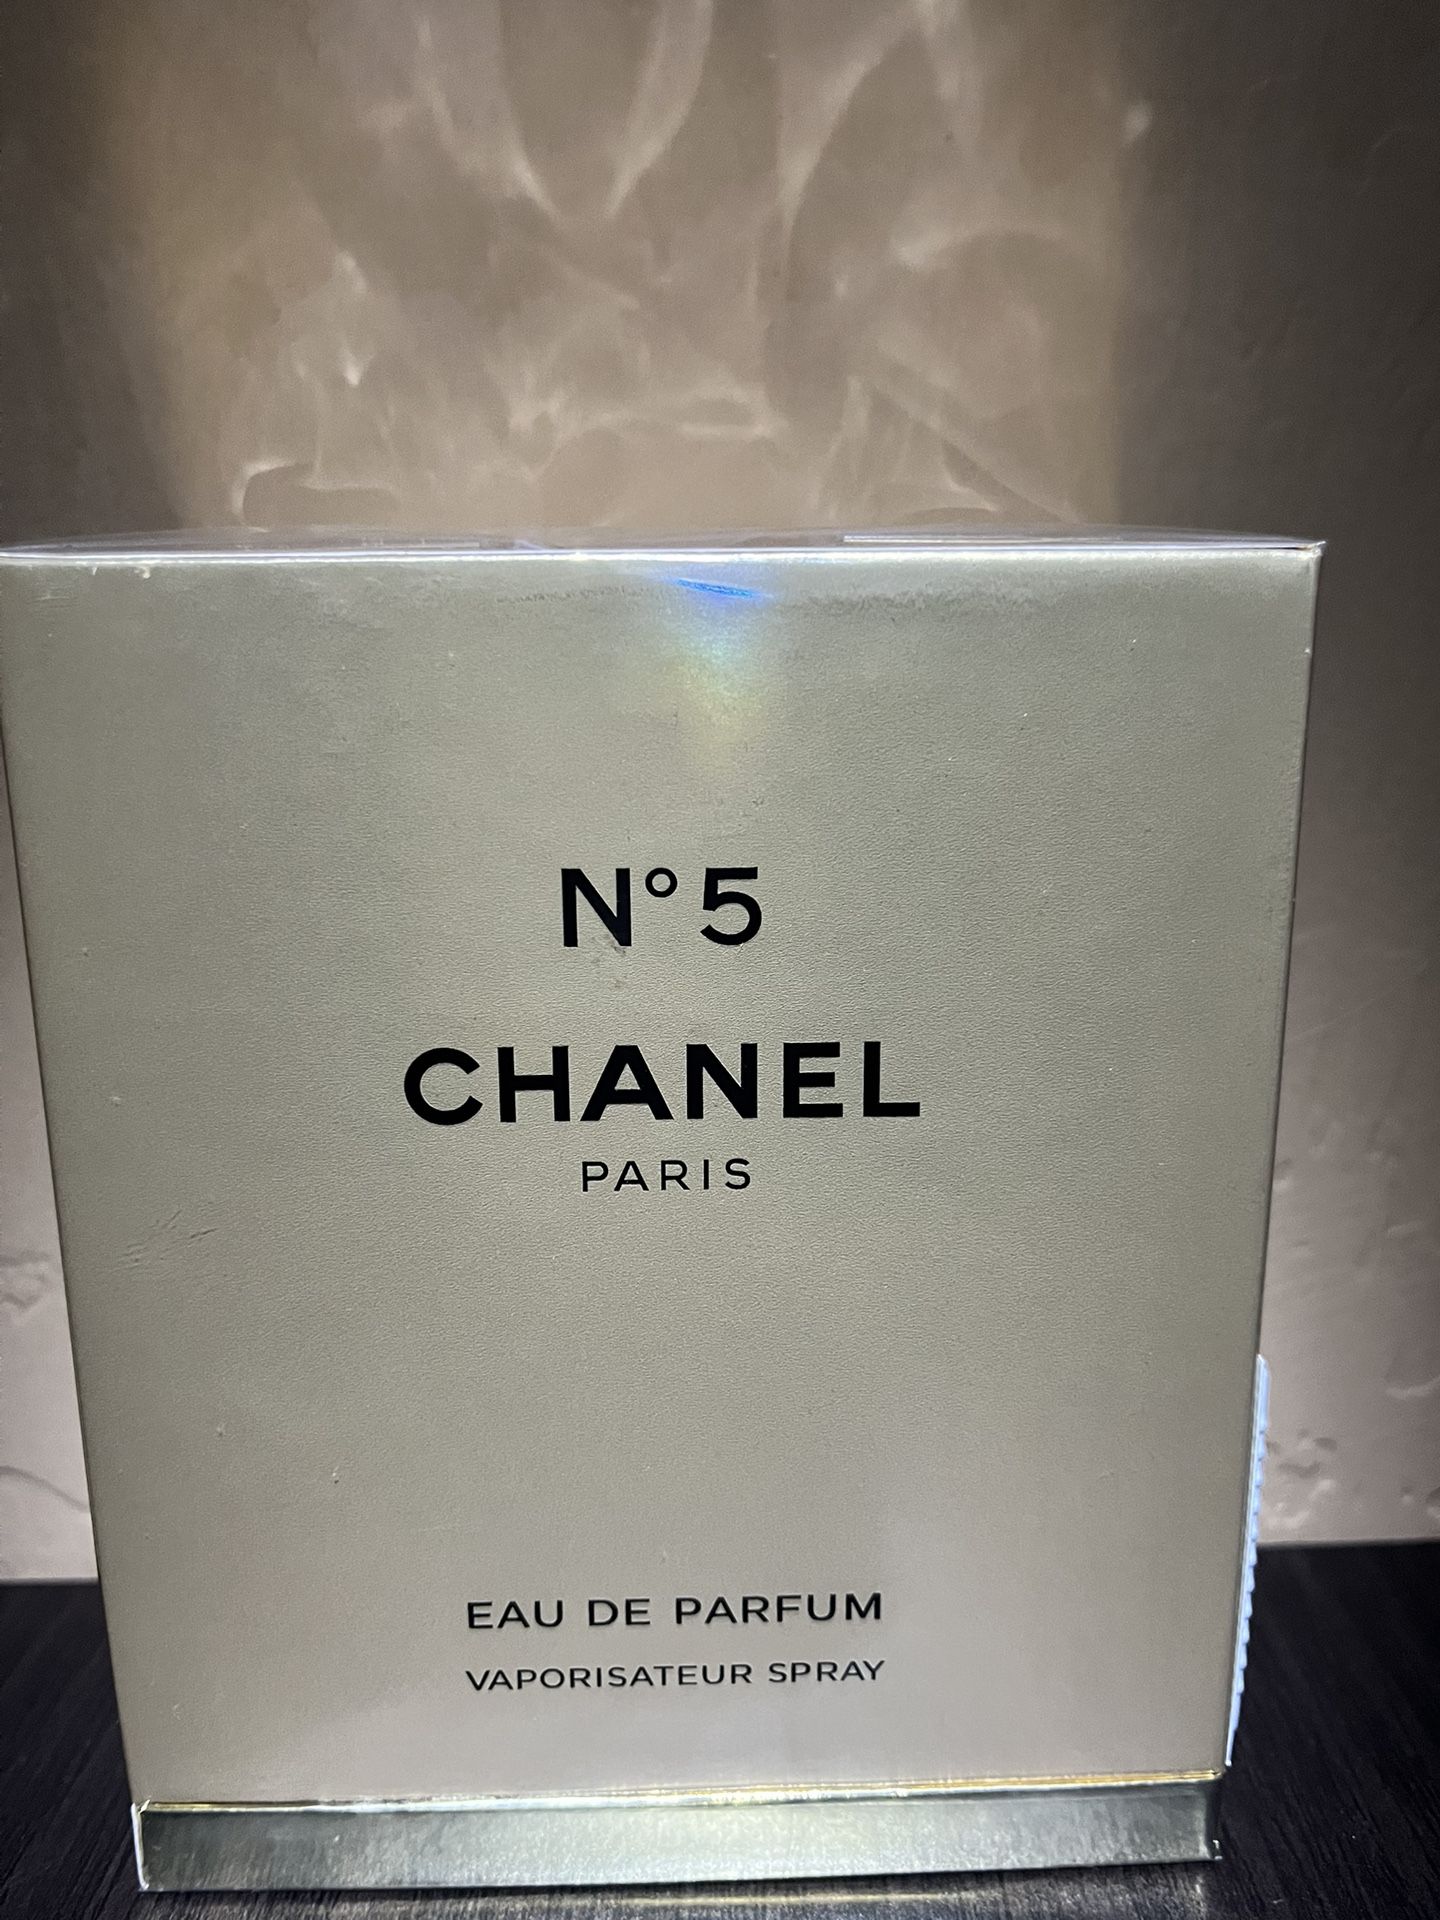 N°5
CHANEL
PARIS
EAU DE PARFUM
VAPORISATEUR SPRAY